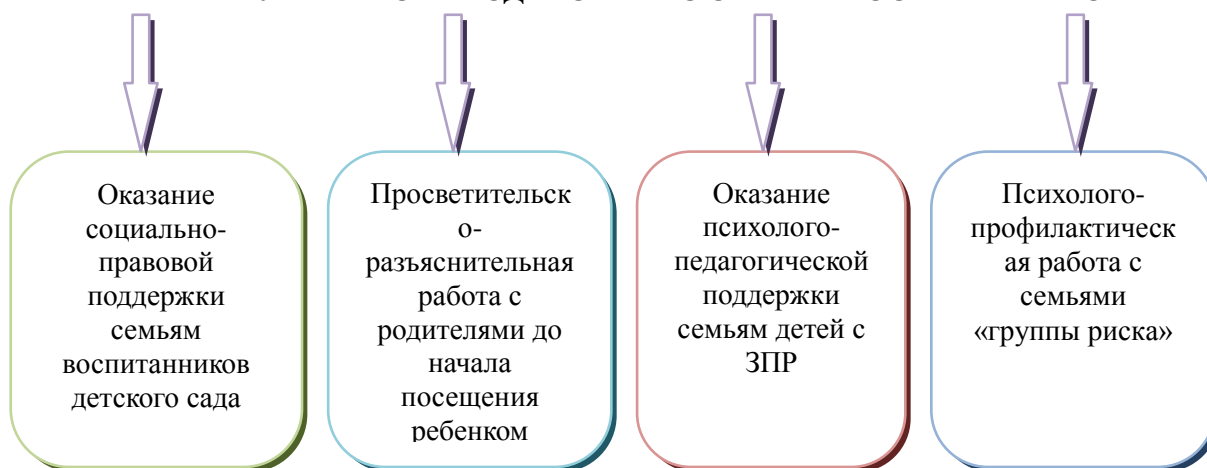 Оказание
социально-
правовой
поддержки
семьям
воспитанников
детского сада
Просветительск
о-
разъяснительная
работа с
родителями до
начала
посещения
ребенком
Оказание
психолого-
педагогической
поддержки
семьям детей с
ЗПР
Психолого-
профилактическ
ая работа с
семьями
«группы риска»